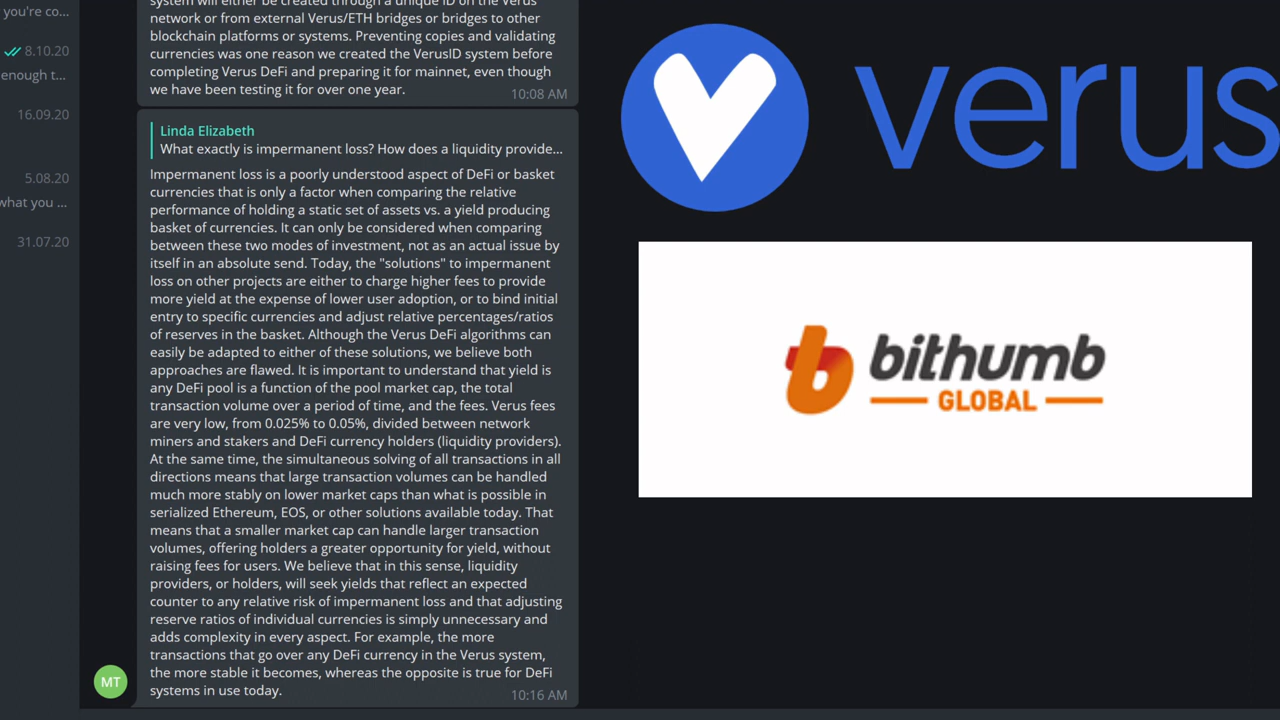 you're co...
8.10.20
enough t...
16.09.20
5.08.20
what you ...
31.07.20
system will either be created through a unique ID on the Verus
network or from external Verus/ETH bridges or bridges to other
blockchain platforms or systems. Preventing copies and validating
currencies was one reason we created the VerusID system before
completing Verus DeFi and preparing it for mainnet, even though
we have been testing it for over one year.
10:08 AM
Linda Elizabeth
What exactly is impermanent loss? How does a liquidity provide...
Impermanent loss is a poorly understood aspect of DeFi or basket
currencies that is only a factor when comparing the relative
performance of holding a static set of assets vs. a yield producing
basket of currencies. It can only be considered when comparing
between these two modes of investment, not as an actual issue by
itself in an absolute send. Today, the "solutions" to impermanent
loss on other projects are either to charge higher fees to provide
more yield at the expense of lower user adoption, or to bind initial
entry to specific currencies and adjust relative percentages/ratios
of reserves in the basket. Although the Verus DeFi algorithms can
easily be adapted to either of these solutions, we believe both
approaches are flawed. It is important to understand that yield is
any DeFi pool is a function of the pool market cap, the total
transaction volume over a period of time, and the fees. Verus fees
are very low, from 0.025% to 0.05%, divided between network
miners and stakers and DeFi currency holders (liquidity providers).
At the same time, the simultaneous solving of all transactions in all
directions means that large transaction volumes can be handled
much more stably on lower market caps than what is possible in
serialized Ethereum, EOS, or other solutions available today. That
means that a smaller market cap can handle larger transaction
volumes, offering holders a greater opportunity for yield, without
raising fees for users. We believe that in this sense, liquidity
providers, or holders, will seek yields that reflect an expected
counter to any relative risk of impermanent loss and that adjusting
reserve ratios of individual currencies is simply unnecessary and
adds complexity in every aspect. For example, the more
transactions that go over any DeFi currency in the Verus system,
the more stable it becomes, whereas the opposite is true for DeFi
systems in use today.
10:16 AM
MT
verus
bithumb
GLOBAL